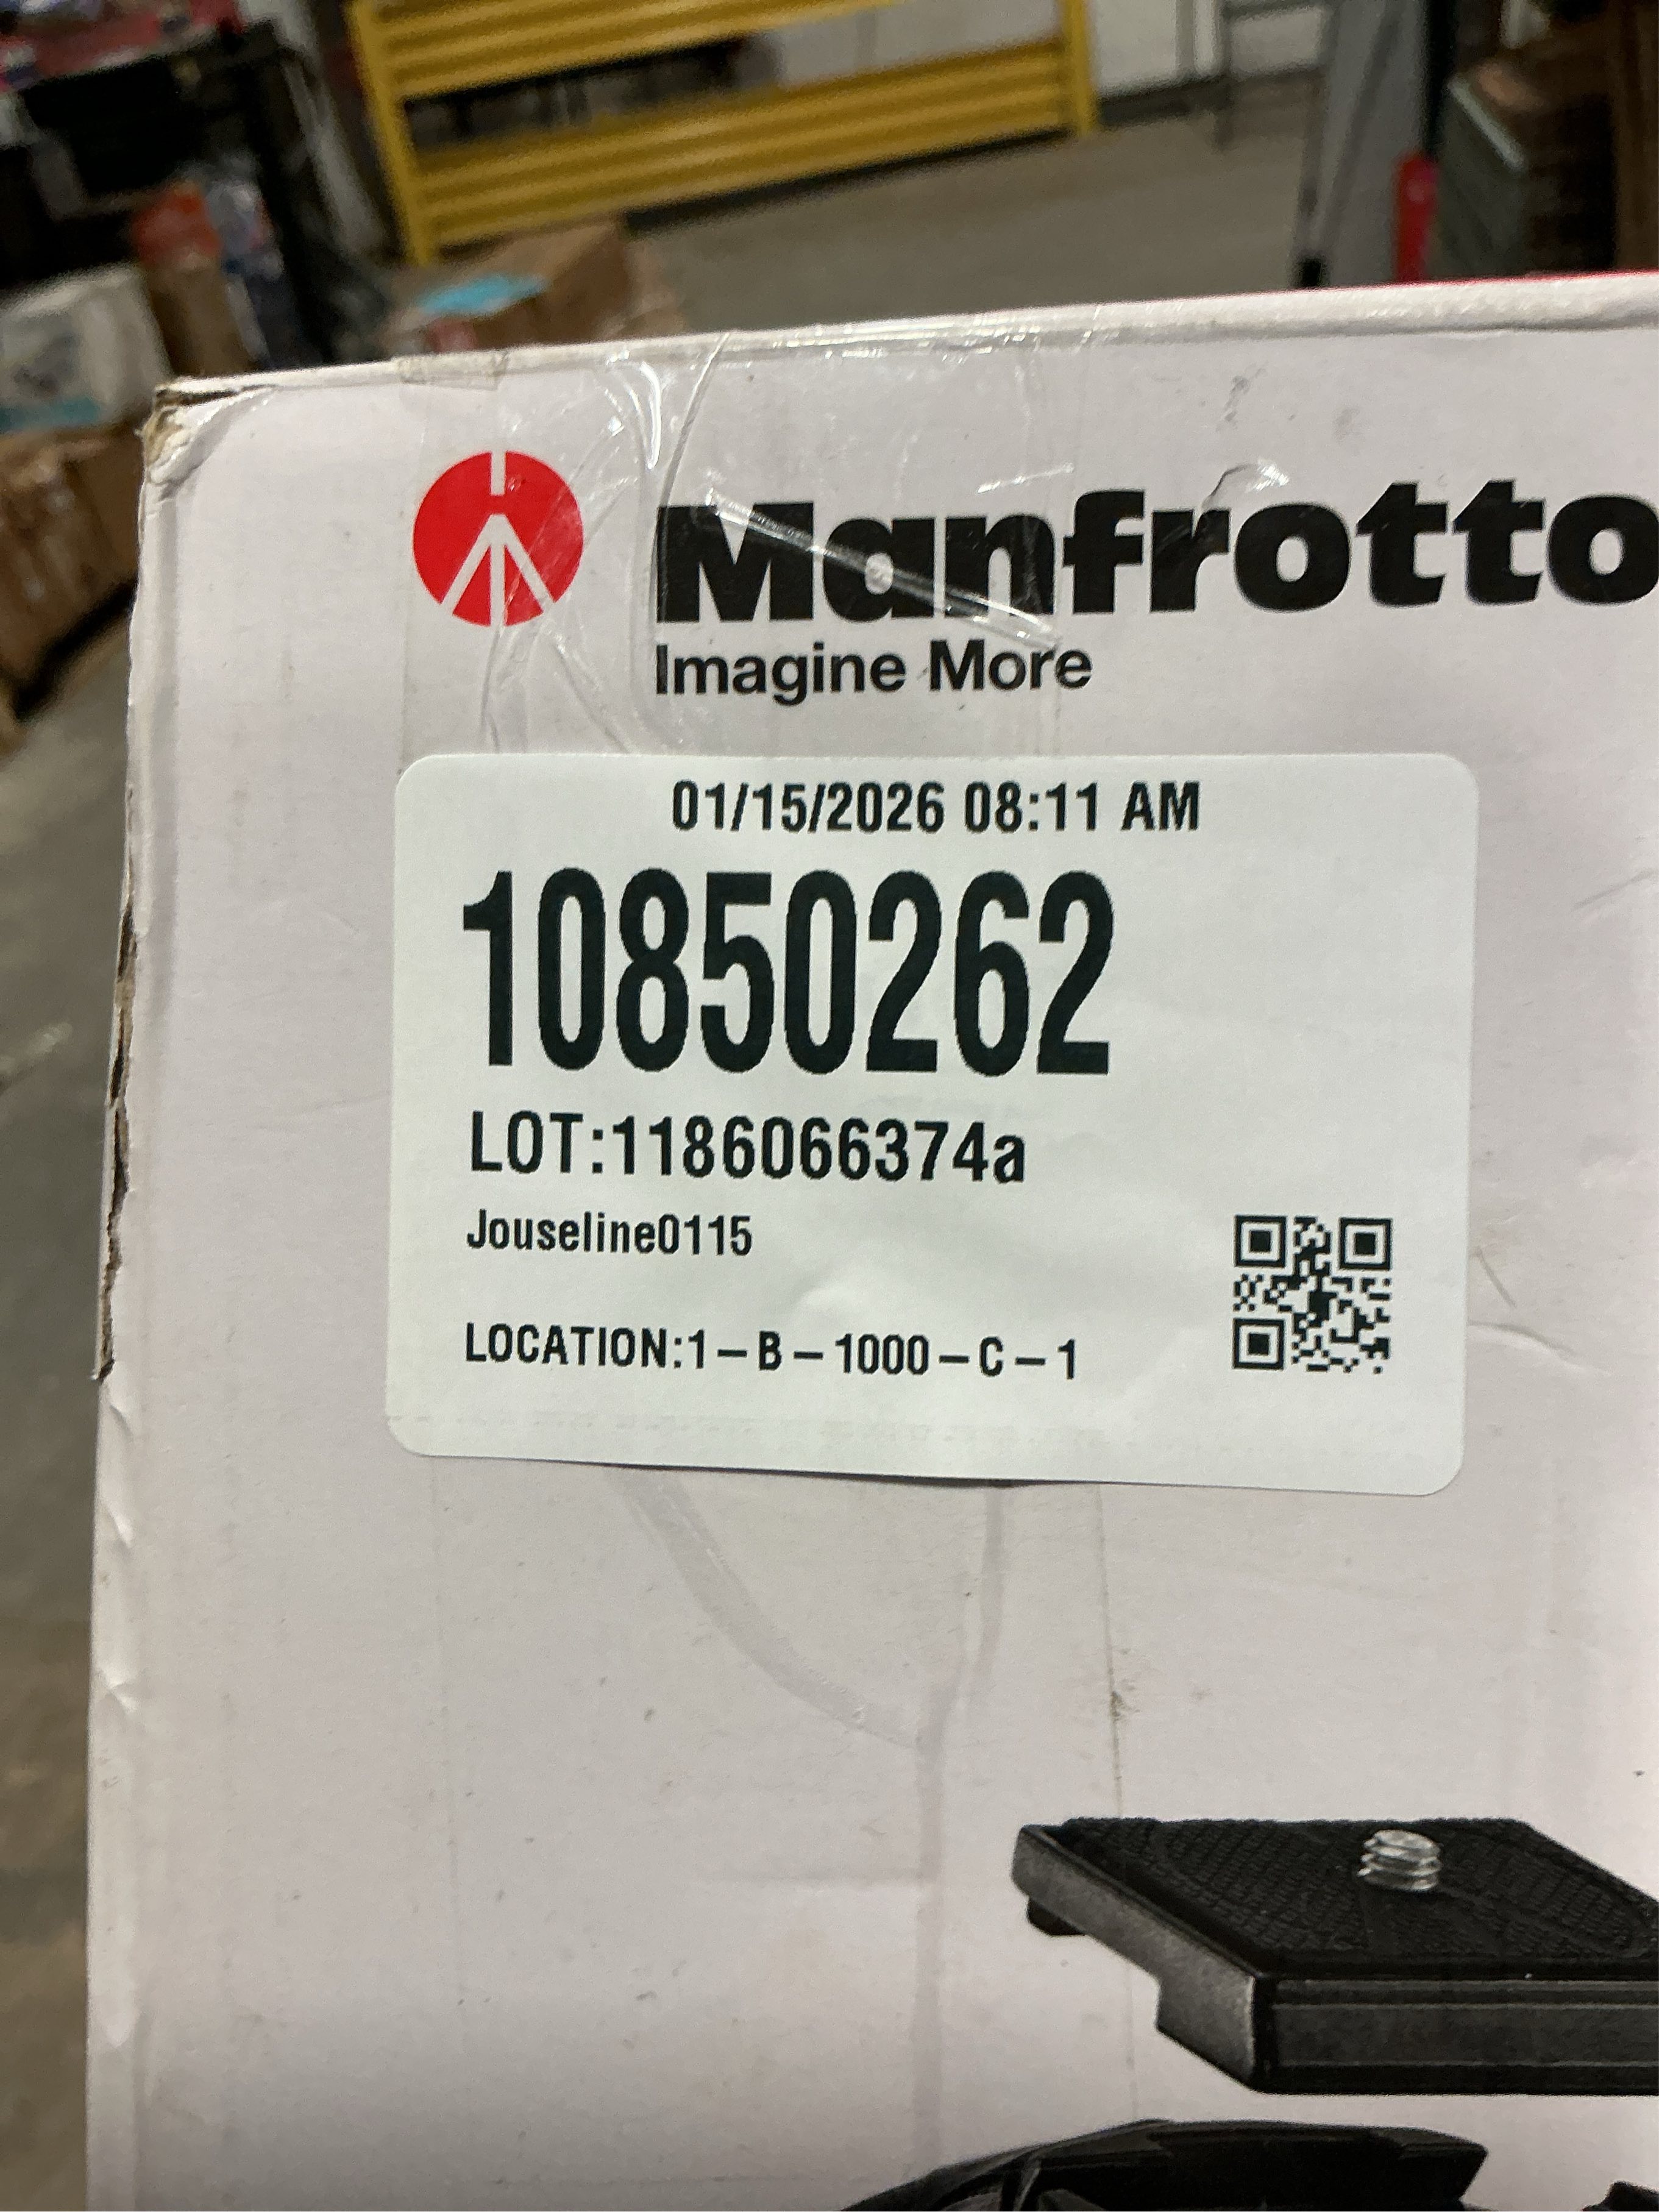 Manfrotto
Imagine More
01/15/2026 08:11 AM
10850262
LOT:1186066374a
Jouseline0115
LOCATION:1-B-1000-C-1